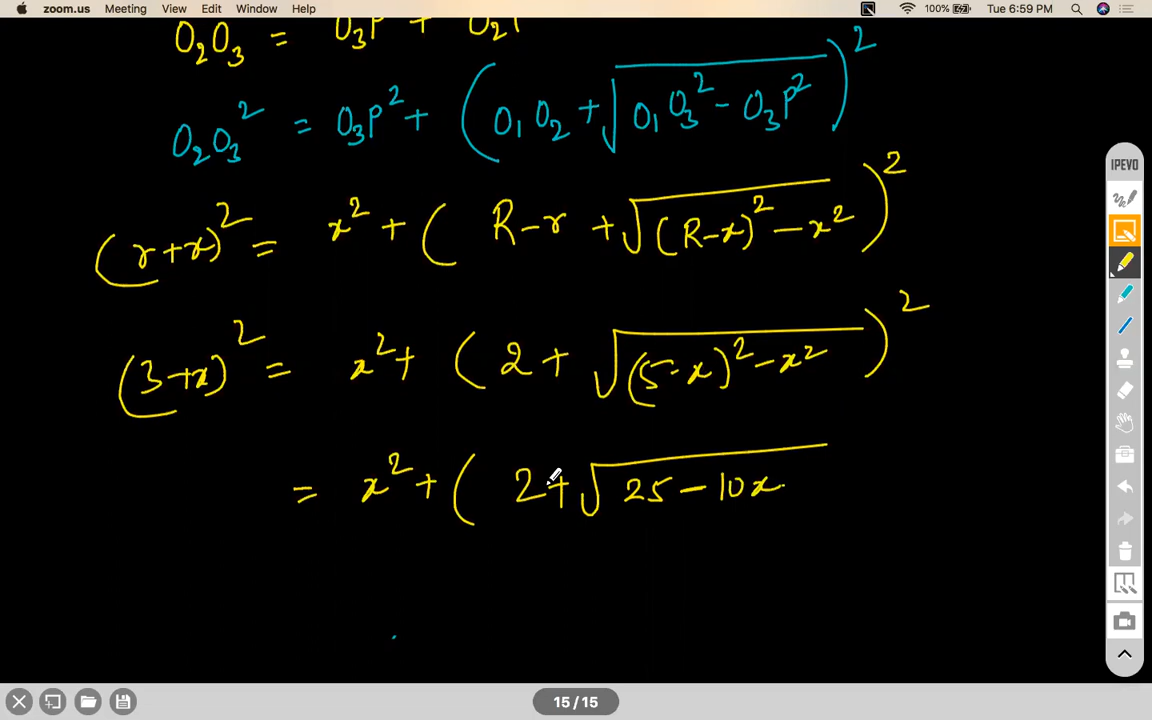 zoom.us Meeting View Edit Window Help 100% Tue 6:59 PM
O₂O₃ = O₃P +
O₂O₃² = O₃P² + (O₁O₂ + √(O₁O₃² - O₃P²))²
IPEVO
(r+x)² = x² + (R-r + √((R-x)² - x²))²
(3+x)² = x² + (2 + √((5-x)² - x²))²
= x² + (2 + √(25 - 10x
15/15